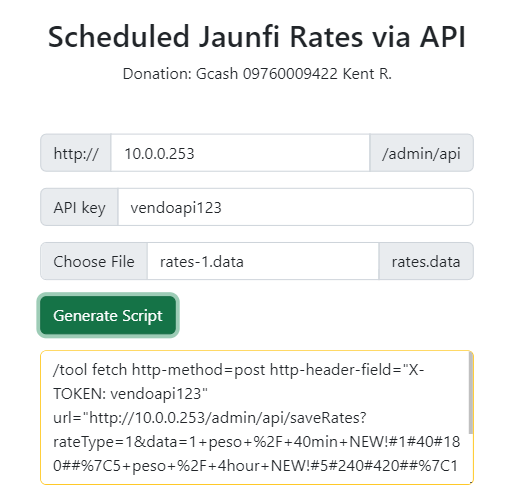 Scheduled Jaunfi Rates via API
Donation: Gcash 09760009422 Kent R.
http:// 10.0.0.253 /admin/api
API key vendoapi123
Choose File rates-1.data rates.data
Generate Script
/tool fetch http-method=post http-header-field="X-
TOKEN: vendoapi123"
url="http://10.0.0.253/admin/api/saveRates?
rateType=1&data=1+peso+%2F+40min+NEW!#1#40#18
0##%7C5+peso+%2F+4hour+NEW!#5#240#420##%7C1